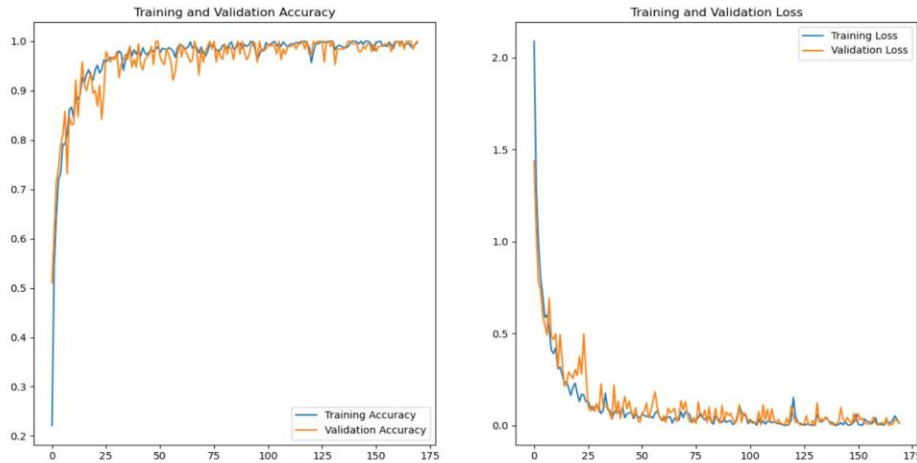 Training and Validation Accuracy
1.0
0.9
0.8
0.7
0.6
0.5
0.4
0.3
0.2
Training Accuracy
Validation Accuracy
0 25 50 75 100 125 150 175
Training and Validation Loss
Training Loss
Validation Loss
2.0
1.5
1.0
0.5
0.0
0 25 50 75 100 125 150